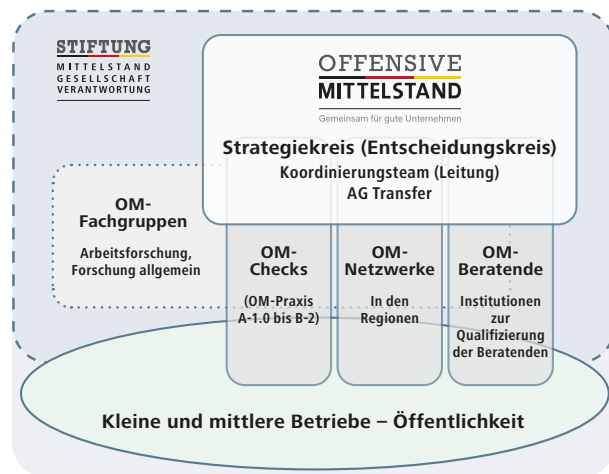 STIFTUNG
MITTELSTAND
GESELLSCHAFT
VERANTWORTUNG
OFFENSIVE
MITTELSTAND
Gemeinsam für gute Unternehmen
Strategiekreis (Entscheidungskreis)
Koordinierungsteam (Leitung)
AG Transfer
OM-
Fachgruppen
Arbeitsforschung,
Forschung allgemein
OM-
Checks
(OM-Praxis
A-1.0 bis B-2)
OM-
Netzwerke
In den
Regionen
OM-
Beratende
Institutionen
zur
Qualifizierung
der Beratenden
Kleine und mittlere Betriebe – Öffentlichkeit